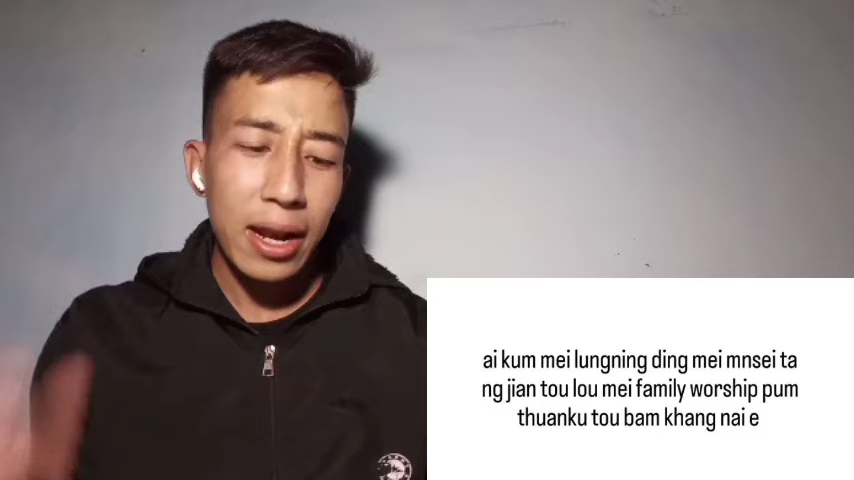 ai kum mei lungning ding mei mnsei ta
ng jian tou lou mei family worship pum
thuanku tou bam khang nai e